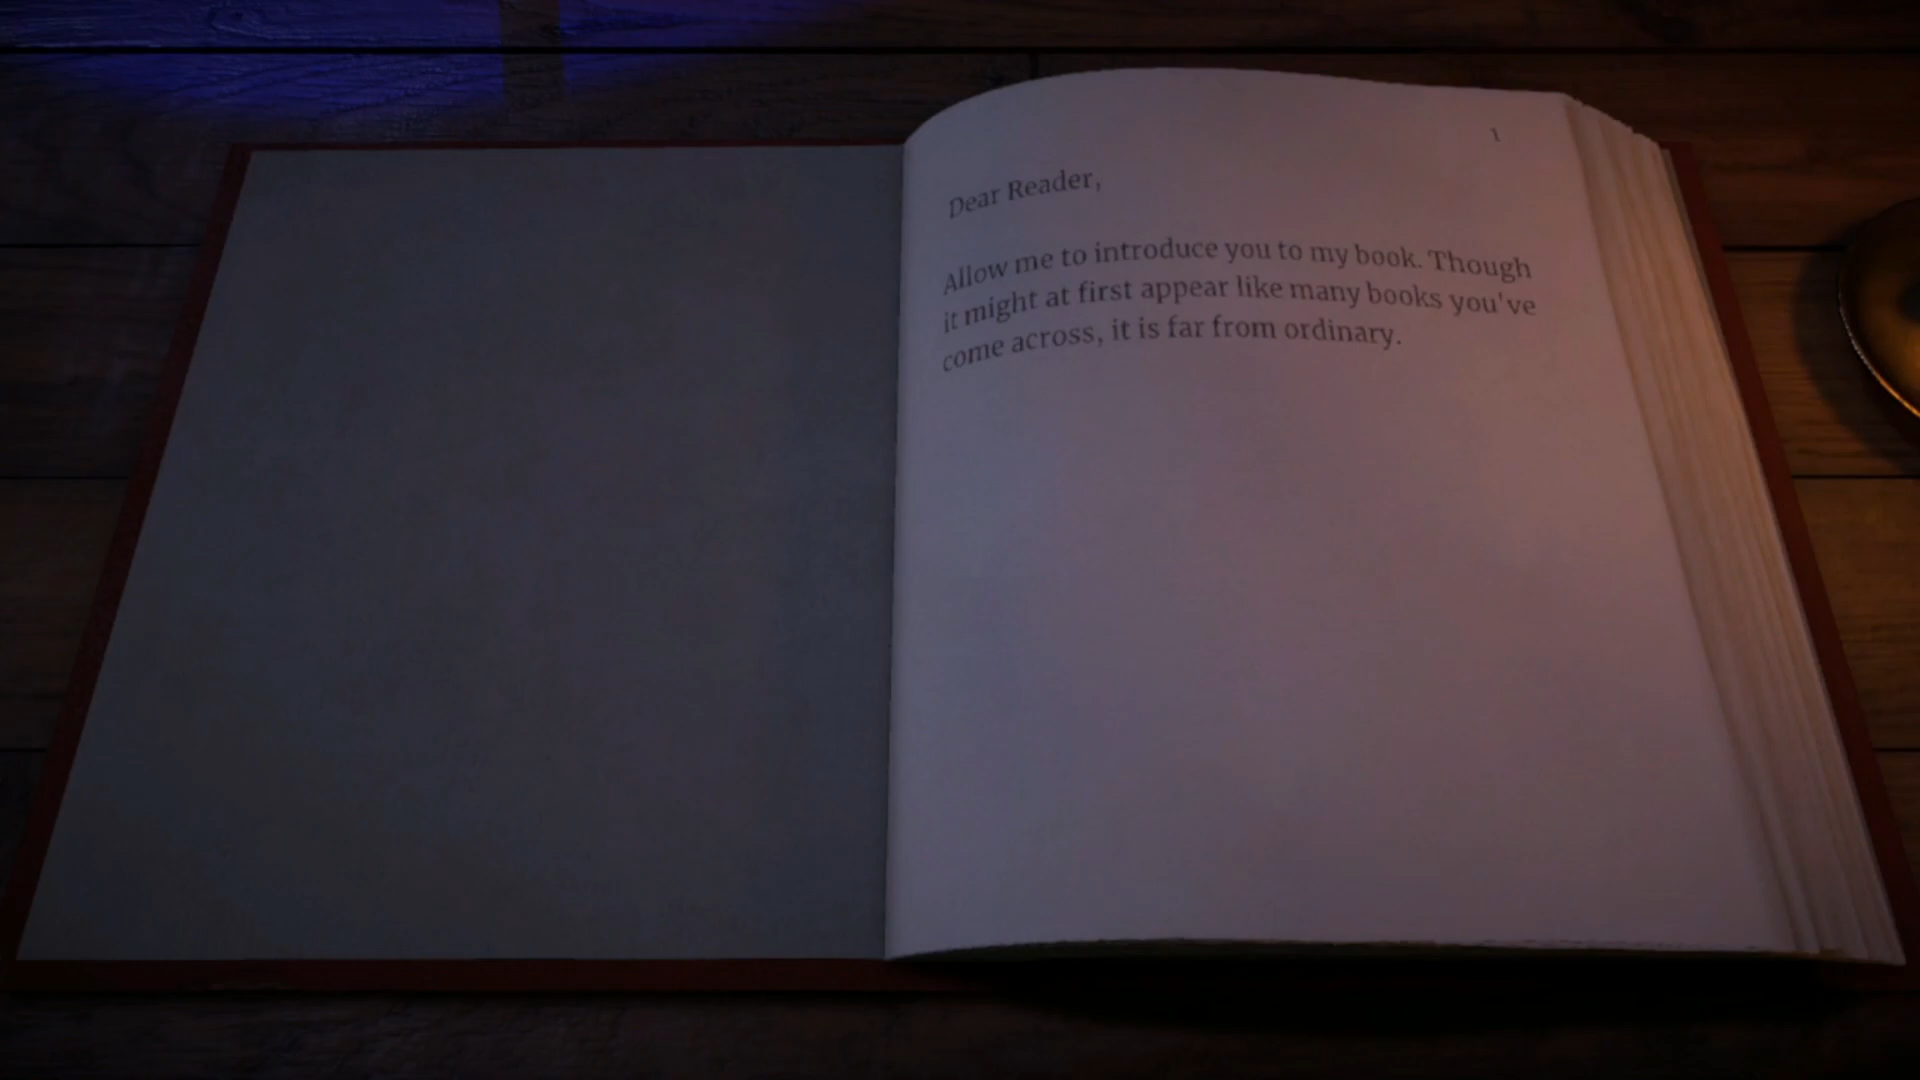 1
Dear Reader,
Allow me to introduce you to my book. Though
it might at first appear like many books you've
come across, it is far from ordinary.